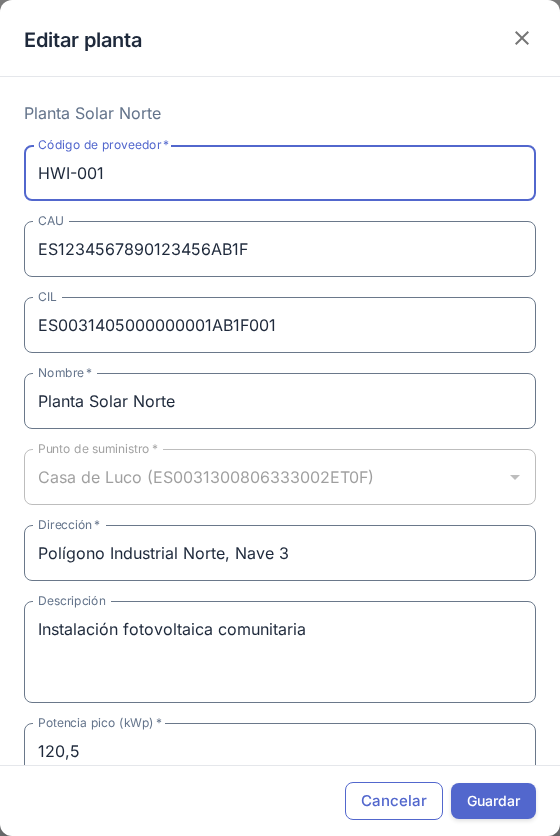 Editar planta
Planta Solar Norte
Código de proveedor *
HWI-001
CAU
ES1234567890123456AB1F
CIL
ES0031405000000001AB1F001
Nombre *
Planta Solar Norte
Punto de suministro *
Casa de Luco (ES0031300806333002ET0F)
Dirección *
Polígono Industrial Norte, Nave 3
Descripción
Instalación fotovoltaica comunitaria
Potencia pico (kWp) *
120,5
Cancelar
Guardar